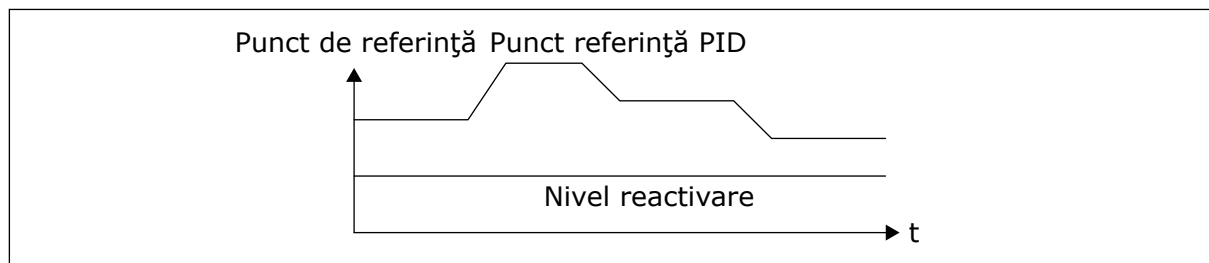 Punct de referinţă Punct referinţă PID
Nivel reactivare
t